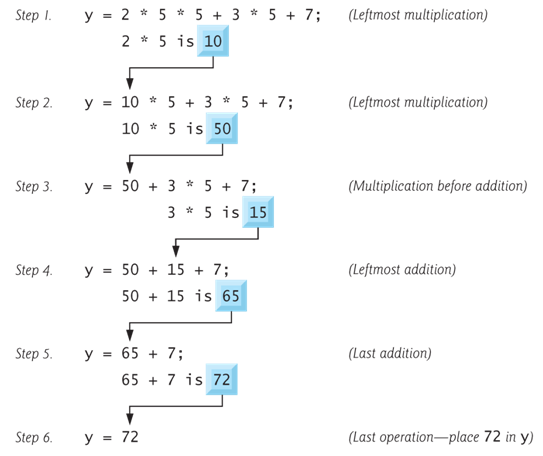 Step 1. y = 2 * 5 * 5 + 3 * 5 + 7; (Leftmost multiplication)
2 * 5 is 10
Step 2. y = 10 * 5 + 3 * 5 + 7; (Leftmost multiplication)
10 * 5 is 50
Step 3. y = 50 + 3 * 5 + 7; (Multiplication before addition)
3 * 5 is 15
Step 4. y = 50 + 15 + 7; (Leftmost addition)
50 + 15 is 65
Step 5. y = 65 + 7; (Last addition)
65 + 7 is 72
Step 6. y = 72 (Last operation—place 72 in y)